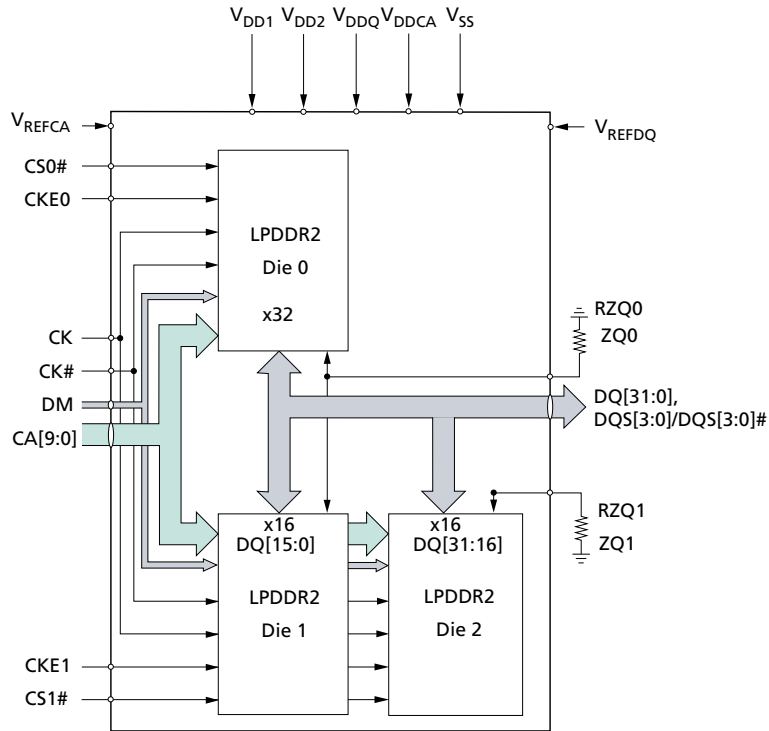 VDD1 VDD2 VDDQ VDDCA VSS
VREFCA
VREFDQ
CS0#
CKE0
LPDDR2
Die 0
x32
RZQ0
ZQ0
CK
CK#
DM
CA[9:0]
DQ[31:0],
DQS[3:0]/DQS[3:0]#
x16
DQ[15:0]
LPDDR2
Die 1
x16
DQ[31:16]
LPDDR2
Die 2
RZQ1
ZQ1
CKE1
CS1#